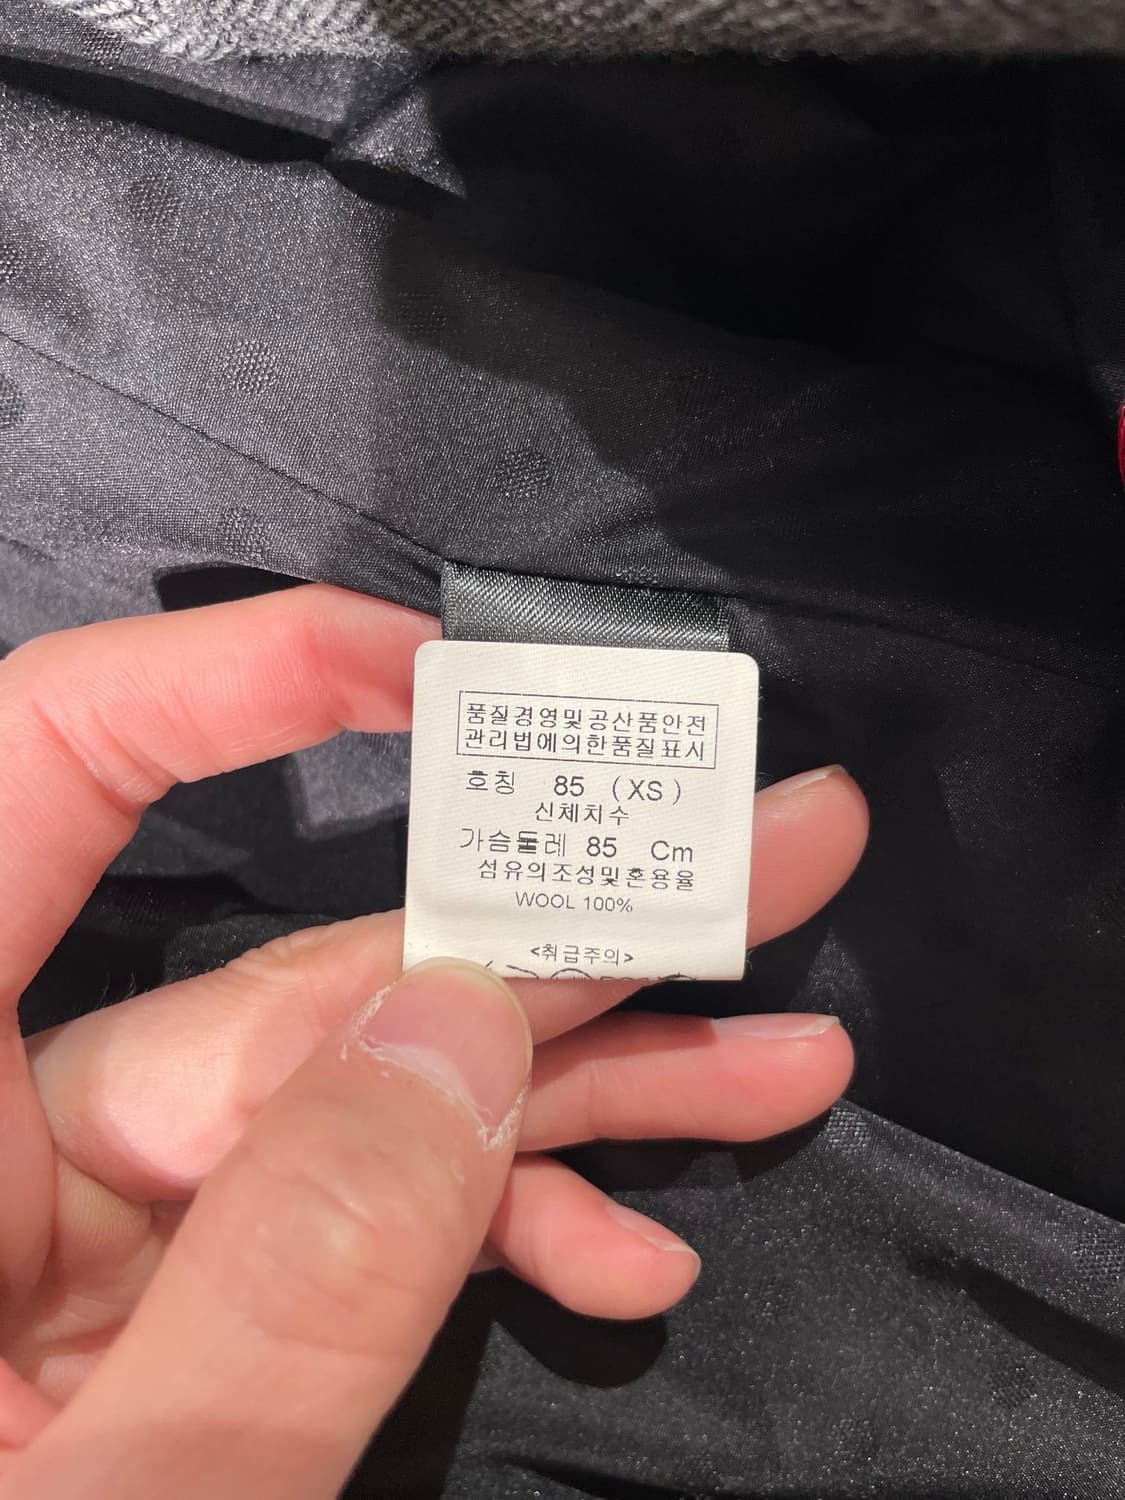 품질경영및공산품안전
관리법에의한품질표시
호칭 85 (XS)
신체치수
가슴둘레 85 Cm
섬유의조성및혼용율
WOOL 100%
<취급주의>